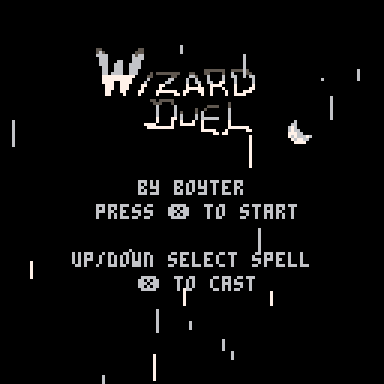 WIZARD
DUEL
BY BOYTER
PRESS ❎ TO START
UP/DOWN SELECT SPELL
❎ TO CAST